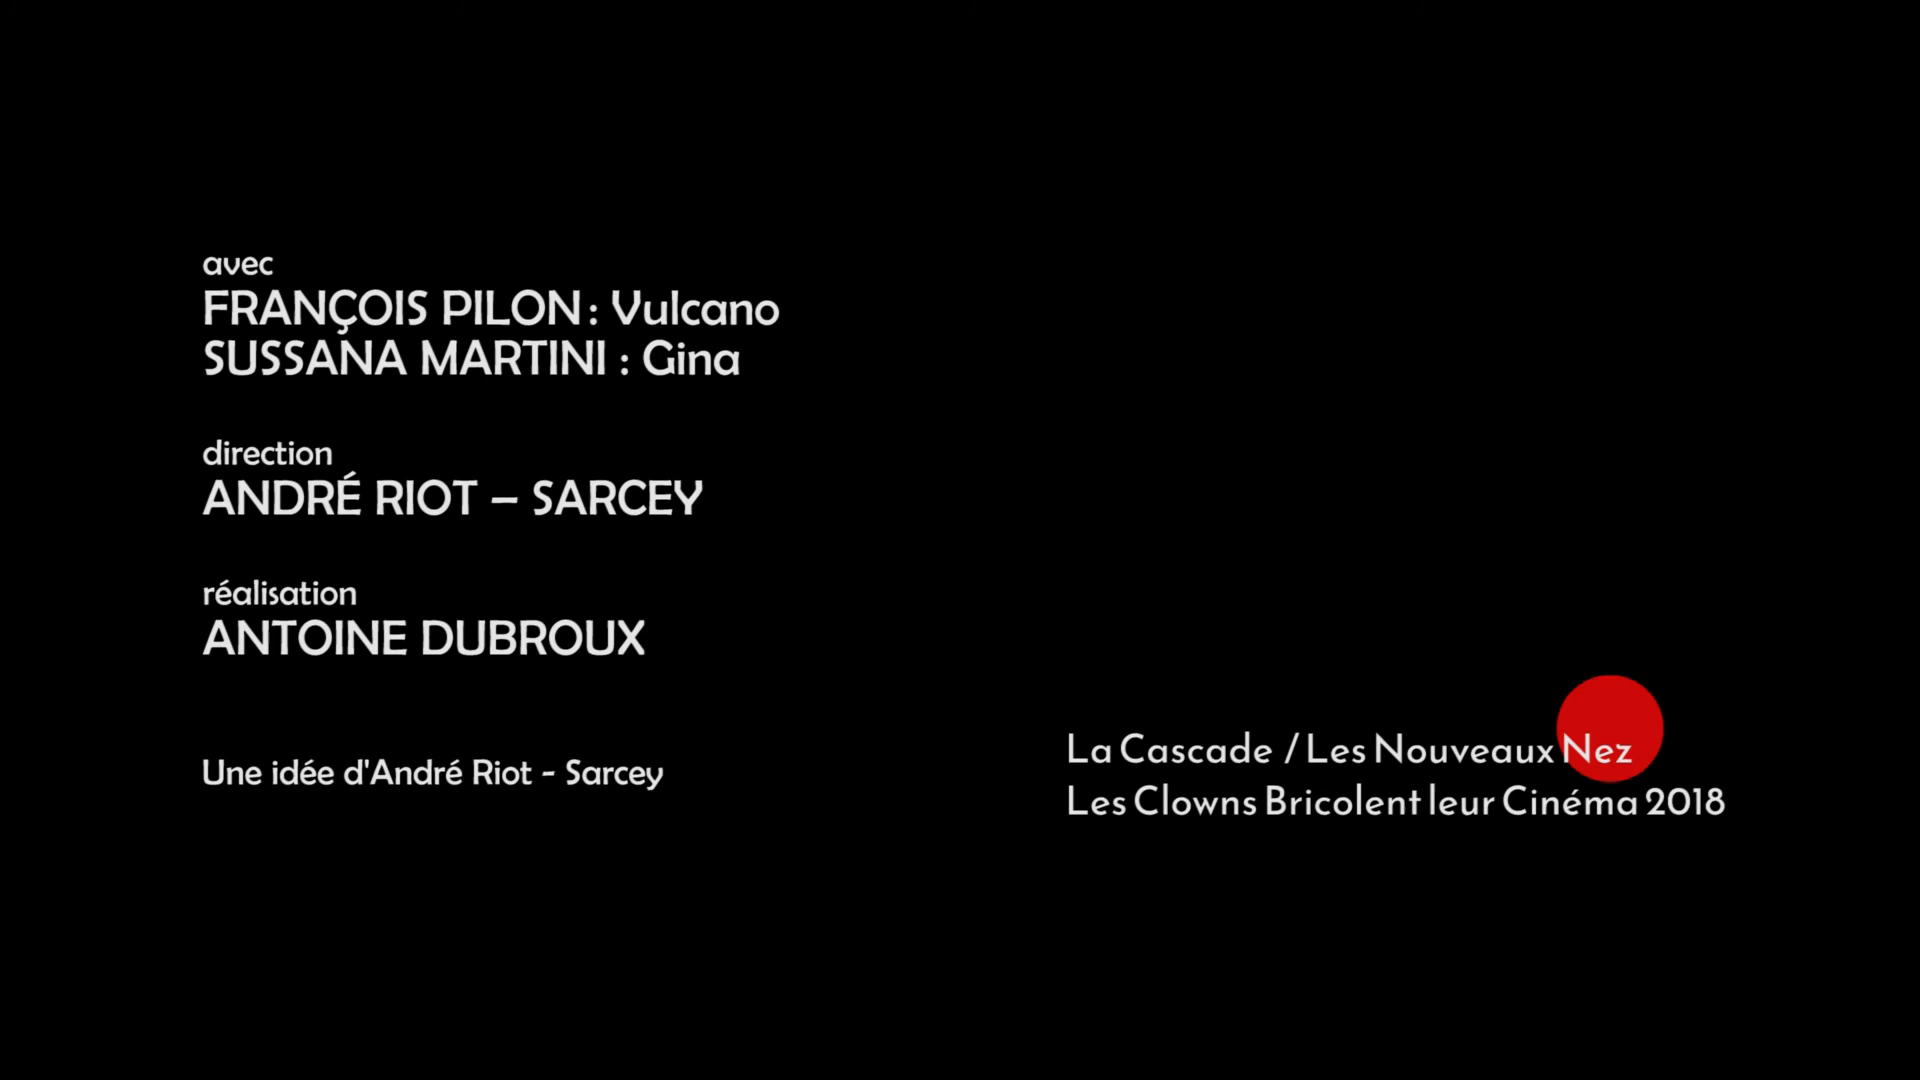 avec
FRANÇOIS PILON : Vulcano
SUSSANA MARTINI : Gina
direction
ANDRÉ RIOT – SARCEY
réalisation
ANTOINE DUBROUX
Une idée d'André Riot - Sarcey
La Cascade / Les Nouveaux Nez
Les Clowns Bricolent leur Cinéma 2018